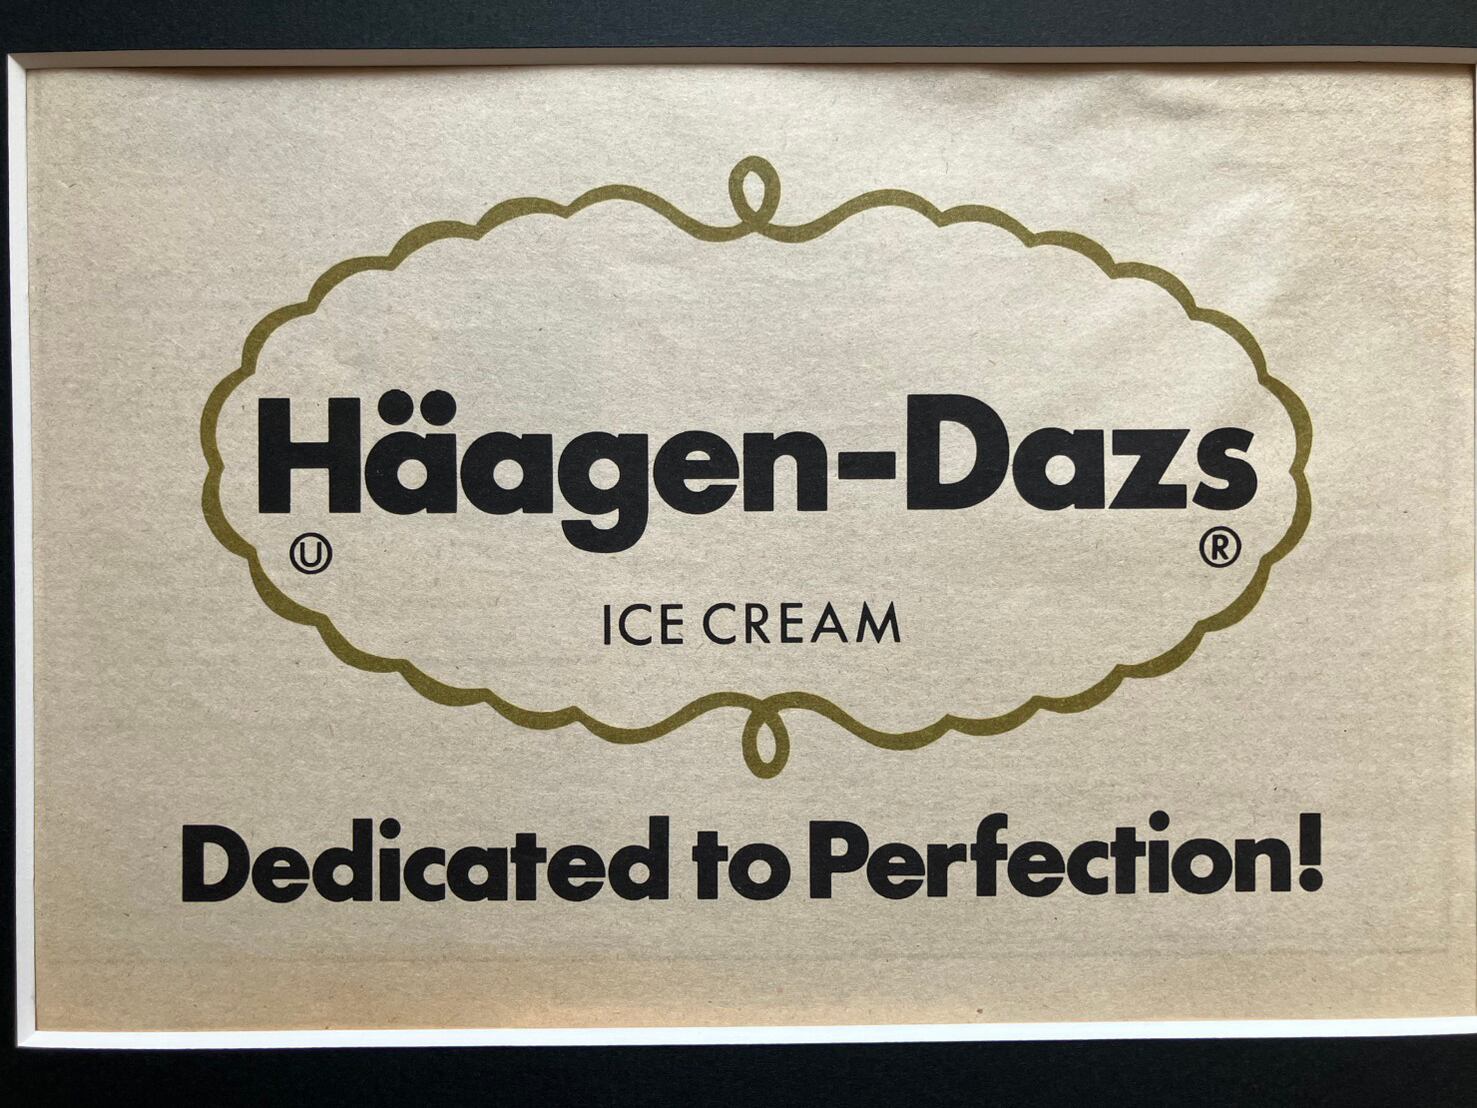 Häagen-Dazs
Ⓤ ®
ICE CREAM
Dedicated to Perfection!